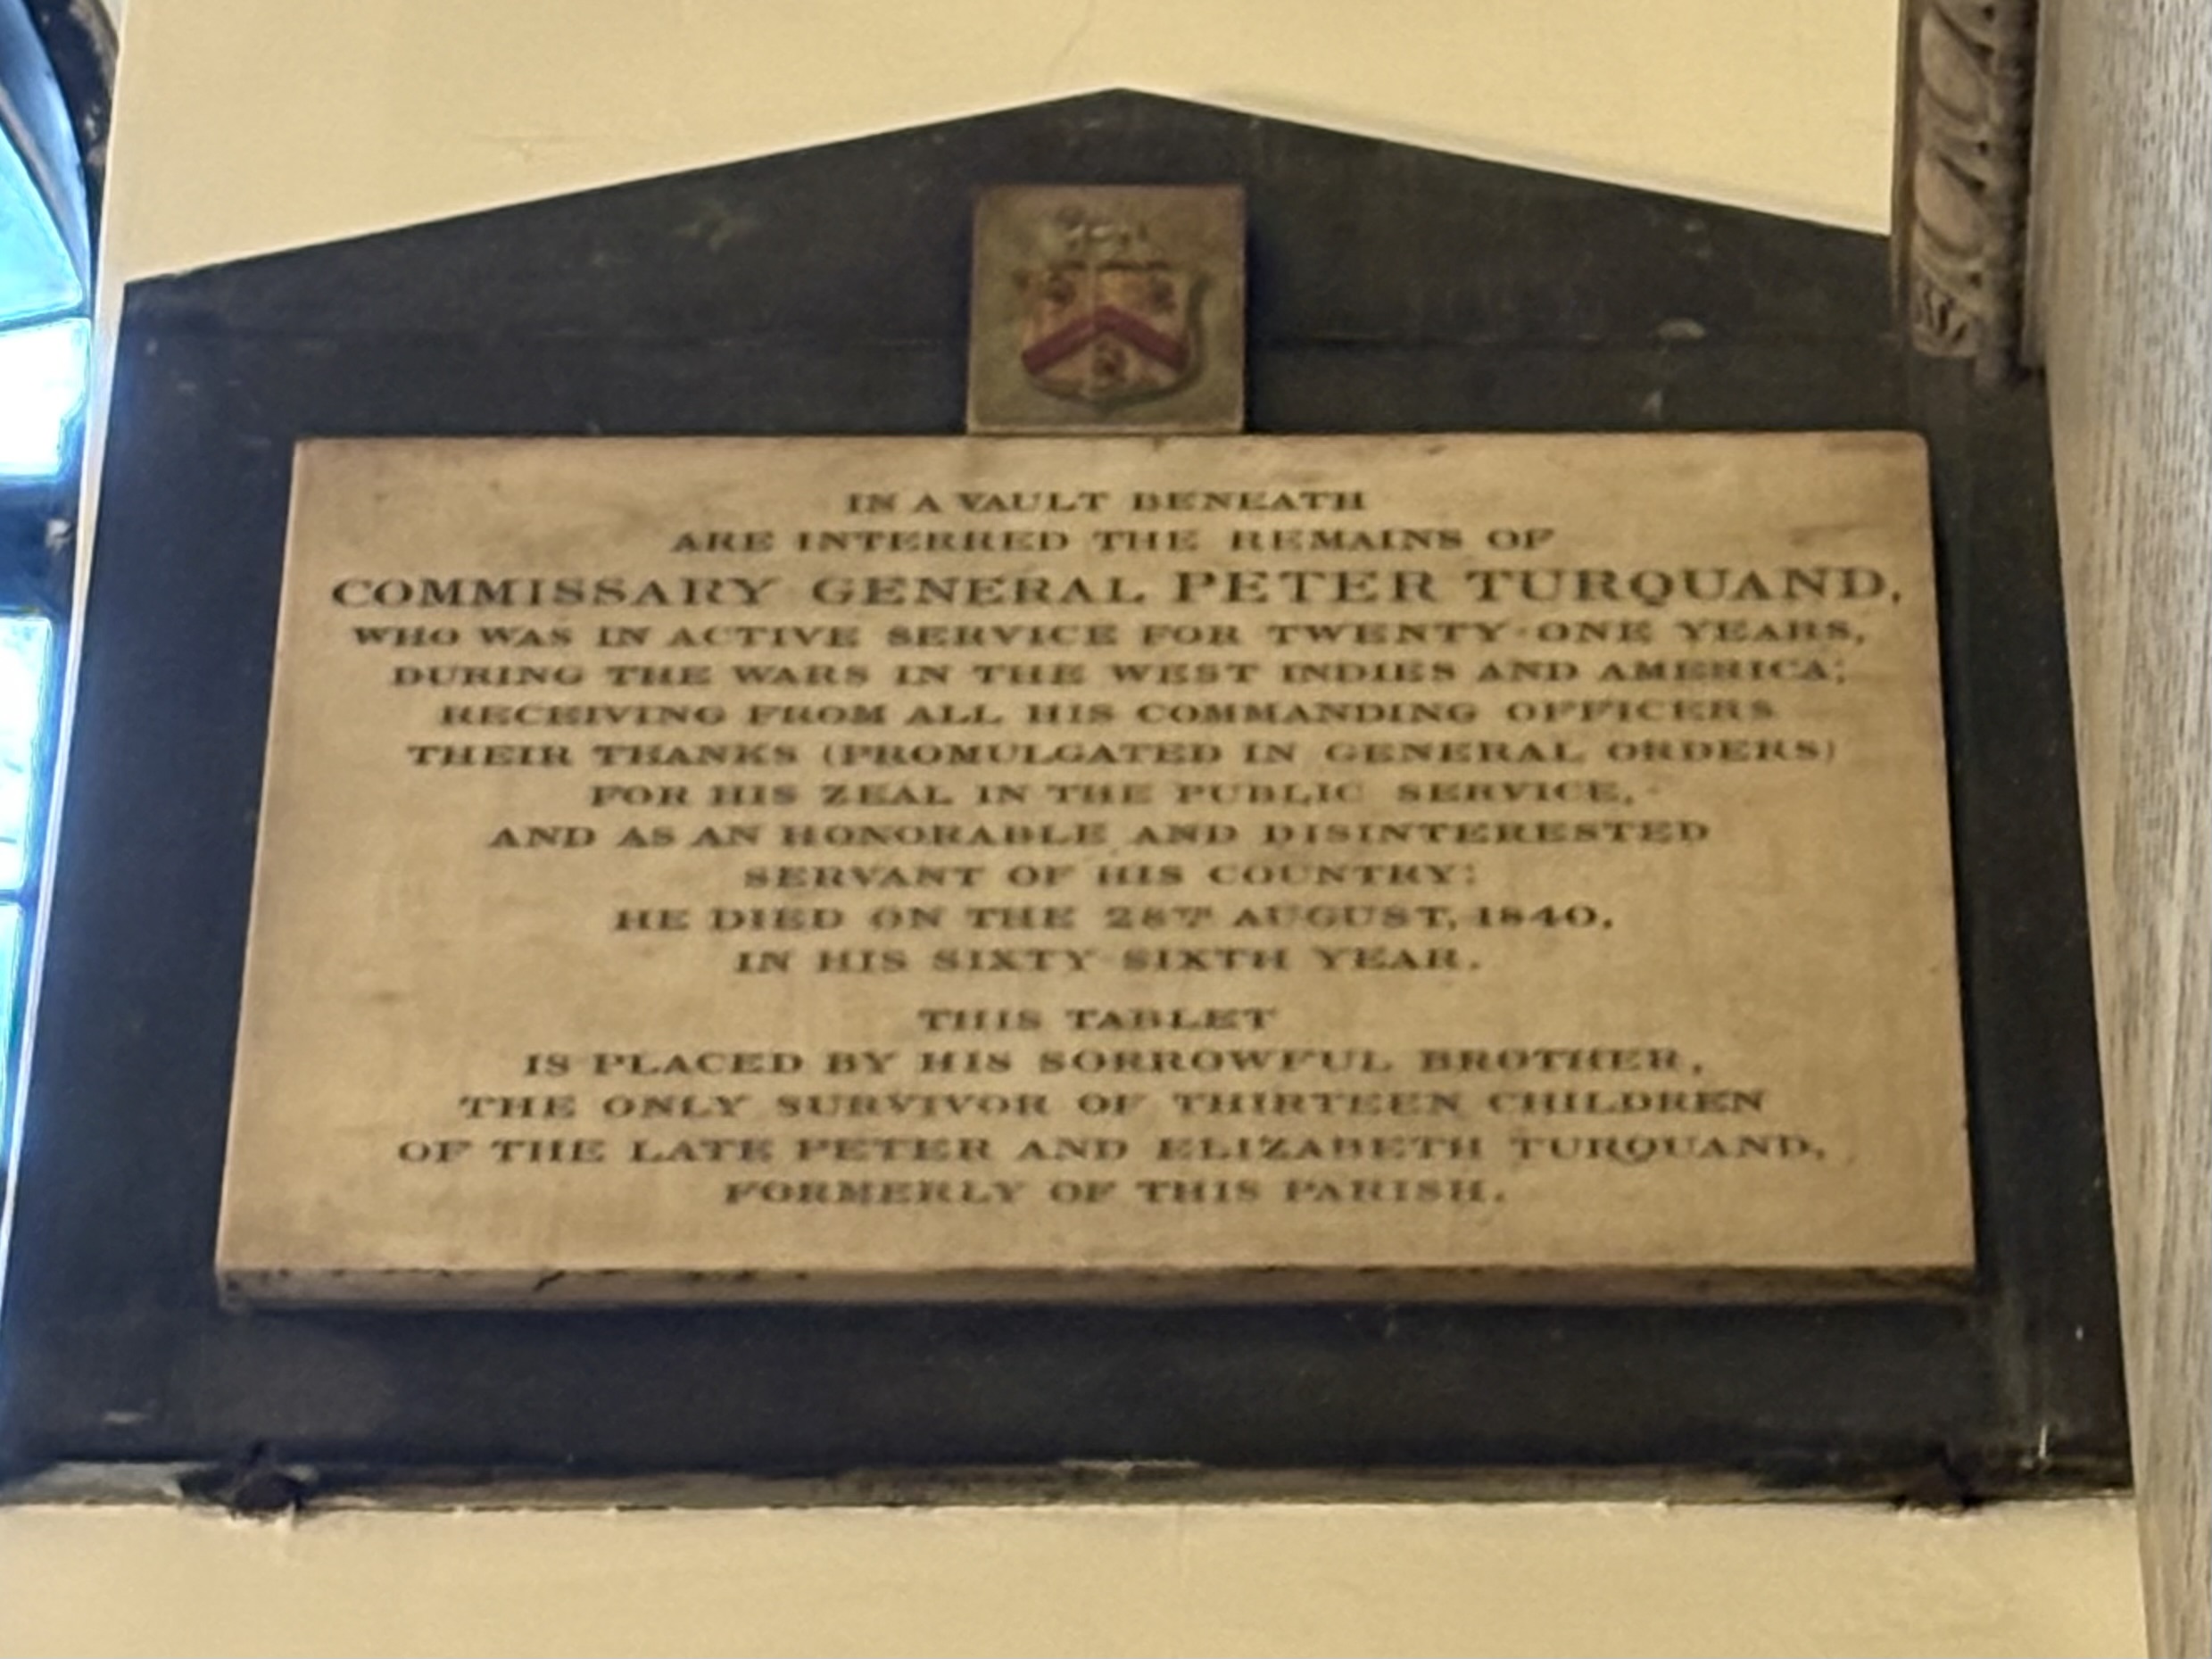 IN A VAULT BENEATH
ARE INTERRED THE REMAINS OF
COMMISSARY GENERAL PETER TURQUAND,
WHO WAS IN ACTIVE SERVICE FOR TWENTY-ONE YEARS,
DURING THE WARS IN THE WEST INDIES AND AMERICA;
RECEIVING FROM ALL HIS COMMANDING OFFICERS
THEIR THANKS (PROMULGATED IN GENERAL ORDERS)
FOR HIS ZEAL IN THE PUBLIC SERVICE,
AND AS AN HONORABLE AND DISINTERESTED
SERVANT OF HIS COUNTRY:
HE DIED ON THE 28TH AUGUST, 1840,
IN HIS SIXTY-SIXTH YEAR.
THIS TABLET
IS PLACED BY HIS SORROWFUL BROTHER,
THE ONLY SURVIVOR OF THIRTEEN CHILDREN
OF THE LATE PETER AND ELIZABETH TURQUAND,
FORMERLY OF THIS PARISH.